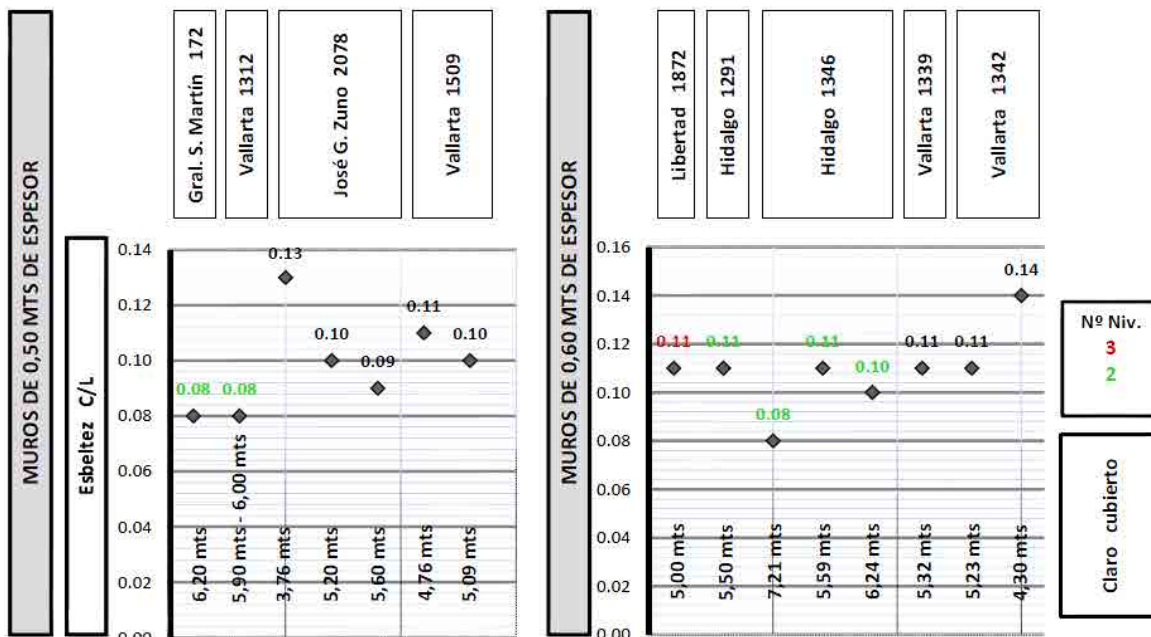 MUROS DE 0,50 MTS DE ESPESOR
Gral. S. Martín 172
Vallarta 1312
José G. Zuno 2078
Vallarta 1509
Esbeltez C/L
0.14
0.12
0.10
0.08
0.06
0.04
0.02
0.00
0.08
0.08
0.13
0.10
0.09
0.11
0.10
6,20 mts
5,90 mts - 6,00 mts
3,76 mts
5,20 mts
5,60 mts
4,76 mts
5,09 mts
MUROS DE 0,60 MTS DE ESPESOR
Libertad 1872
Hidalgo 1291
Hidalgo 1346
Vallarta 1339
Vallarta 1342
0.16
0.14
0.12
0.10
0.08
0.06
0.04
0.02
0.00
0.11
0.11
0.08
0.11
0.10
0.11
0.11
0.14
5,00 mts
5,50 mts
7,21 mts
5,59 mts
6,24 mts
5,32 mts
5,23 mts
4,30 mts
Nº Niv.
3
2
Claro cubierto